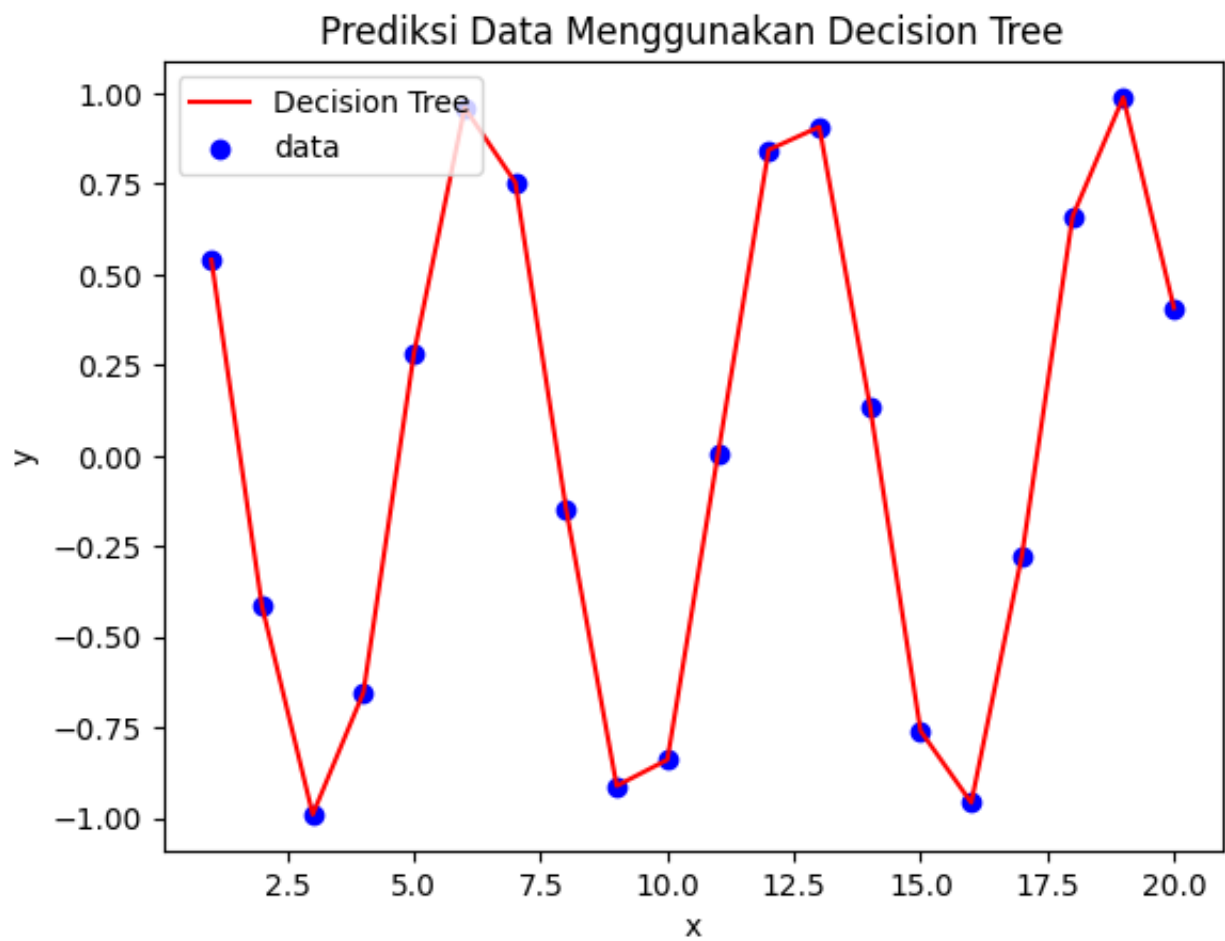 Prediksi Data Menggunakan Decision Tree
Decision Tree
data
1.00
0.75
0.50
0.25
0.00
−0.25
−0.50
−0.75
−1.00
y
2.5 5.0 7.5 10.0 12.5 15.0 17.5 20.0
x